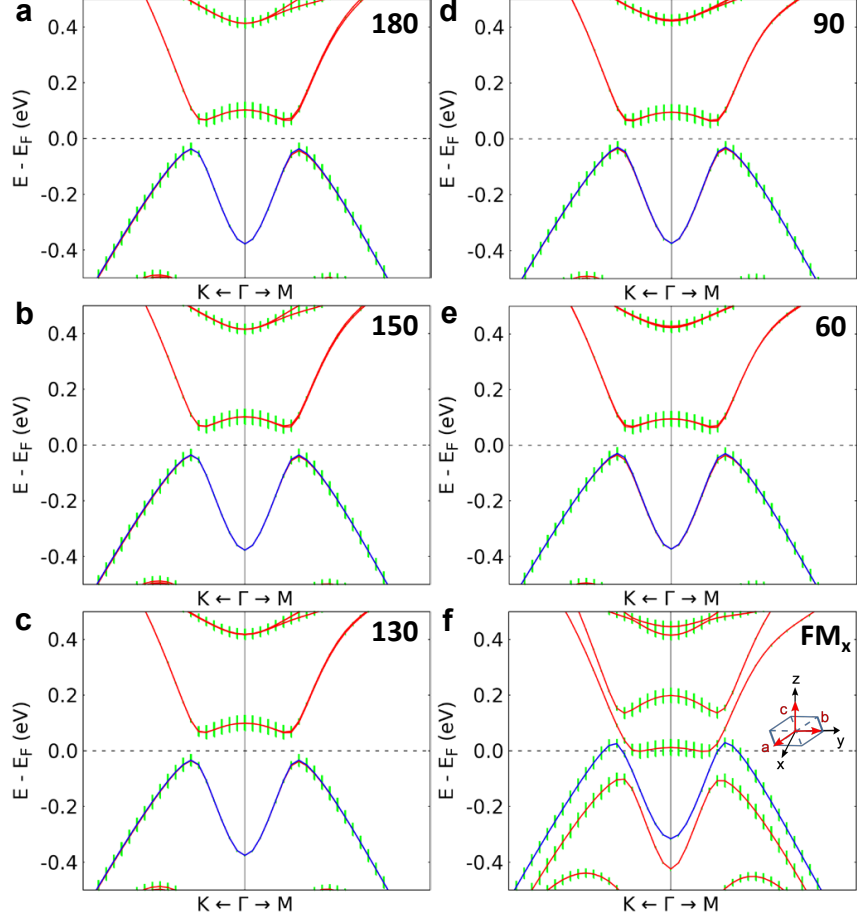 a
180
E - E_F (eV)
0.4
0.2
0.0
-0.2
-0.4
K ← Γ → M
d
90
E - E_F (eV)
0.4
0.2
0.0
-0.2
-0.4
K ← Γ → M
b
150
E - E_F (eV)
0.4
0.2
0.0
-0.2
-0.4
K ← Γ → M
e
60
E - E_F (eV)
0.4
0.2
0.0
-0.2
-0.4
K ← Γ → M
c
130
E - E_F (eV)
0.4
0.2
0.0
-0.2
-0.4
K ← Γ → M
f
FMₓ
E - E_F (eV)
0.4
0.2
0.0
-0.2
-0.4
K ← Γ → M
z
c
b
a
y
x